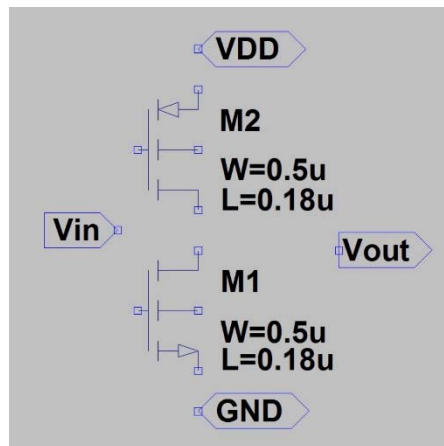 VDD
M2
W=0.5u
L=0.18u
Vin
Vout
M1
W=0.5u
L=0.18u
GND